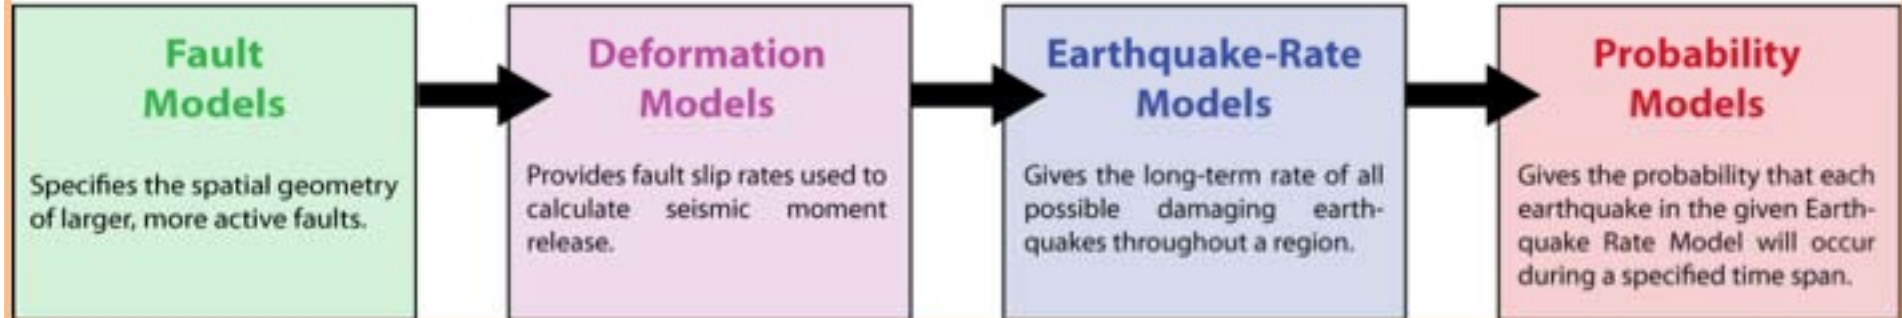 Fault
Models
Specifies the spatial geometry
of larger, more active faults.
Deformation
Models
Provides fault slip rates used to
calculate seismic moment
release.
Earthquake-Rate
Models
Gives the long-term rate of all
possible damaging earth-
quakes throughout a region.
Probability
Models
Gives the probability that each
earthquake in the given Earth-
quake Rate Model will occur
during a specified time span.